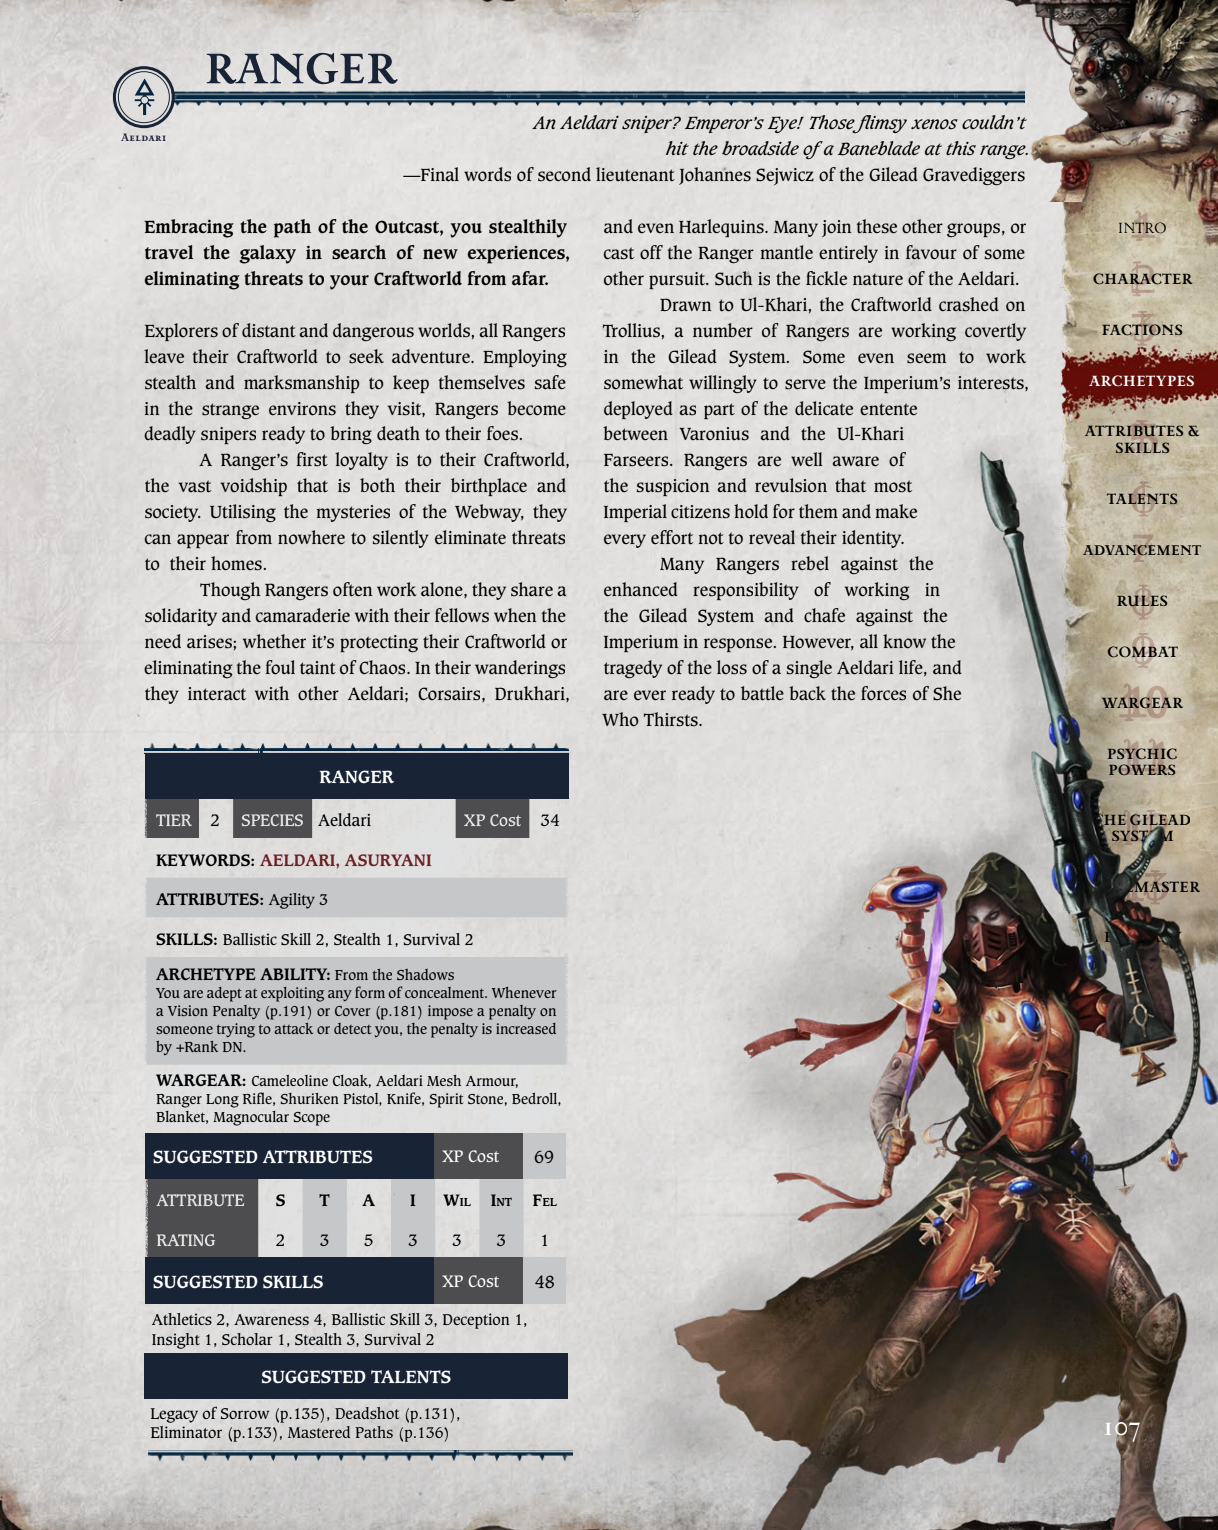 RANGER
AELDARI
An Aeldari sniper? Emperor's Eye! Those flimsy xenos couldn't
hit the broadside of a Baneblade at this range.
—Final words of second lieutenant Johannes Sejwicz of the Gilead Gravediggers
Embracing the path of the Outcast, you stealthily
travel the galaxy in search of new experiences,
eliminating threats to your Craftworld from afar.
Explorers of distant and dangerous worlds, all Rangers
leave their Craftworld to seek adventure. Employing
stealth and marksmanship to keep themselves safe
in the strange environs they visit, Rangers become
deadly snipers ready to bring death to their foes.
A Ranger's first loyalty is to their Craftworld,
the vast voidship that is both their birthplace and
society. Utilising the mysteries of the Webway, they
can appear from nowhere to silently eliminate threats
to their homes.
Though Rangers often work alone, they share a
solidarity and camaraderie with their fellows when the
need arises; whether it's protecting their Craftworld or
eliminating the foul taint of Chaos. In their wanderings
they interact with other Aeldari; Corsairs, Drukhari,
and even Harlequins. Many join these other groups, or
cast off the Ranger mantle entirely in favour of some
other pursuit. Such is the fickle nature of the Aeldari.
Drawn to Ul-Khari, the Craftworld crashed on
Trollius, a number of Rangers are working covertly
in the Gilead System. Some even seem to work
somewhat willingly to serve the Imperium's interests,
deployed as part of the delicate entente
between Varonius and the Ul-Khari
Farseers. Rangers are well aware of
the suspicion and revulsion that most
Imperial citizens hold for them and make
every effort not to reveal their identity.
Many Rangers rebel against the
enhanced responsibility of working in
the Gilead System and chafe against the
Imperium in response. However, all know the
tragedy of the loss of a single Aeldari life, and
are ever ready to battle back the forces of She
Who Thirsts.
RANGER
TIER 2 SPECIES Aeldari XP Cost 34
KEYWORDS: AELDARI, ASURYANI
ATTRIBUTES: Agility 3
SKILLS: Ballistic Skill 2, Stealth 1, Survival 2
ARCHETYPE ABILITY: From the Shadows
You are adept at exploiting any form of concealment. Whenever
a Vision Penalty (p.191) or Cover (p.181) impose a penalty on
someone trying to attack or detect you, the penalty is increased
by +Rank DN.
WARGEAR: Cameleoline Cloak, Aeldari Mesh Armour,
Ranger Long Rifle, Shuriken Pistol, Knife, Spirit Stone, Bedroll,
Blanket, Magnocular Scope
SUGGESTED ATTRIBUTES XP Cost 69
ATTRIBUTE S T A I WIL INT FEL
RATING 2 3 5 3 3 3 1
SUGGESTED SKILLS XP Cost 48
Athletics 2, Awareness 4, Ballistic Skill 3, Deception 1,
Insight 1, Scholar 1, Stealth 3, Survival 2
SUGGESTED TALENTS
Legacy of Sorrow (p.135), Deadshot (p.131),
Eliminator (p.133), Mastered Paths (p.136)
INTRO
CHARACTER
FACTIONS
ARCHETYPES
ATTRIBUTES &
SKILLS
TALENTS
ADVANCEMENT
RULES
COMBAT
WARGEAR
PSYCHIC
POWERS
HE GILEAD
SYSTEM
MASTER
107